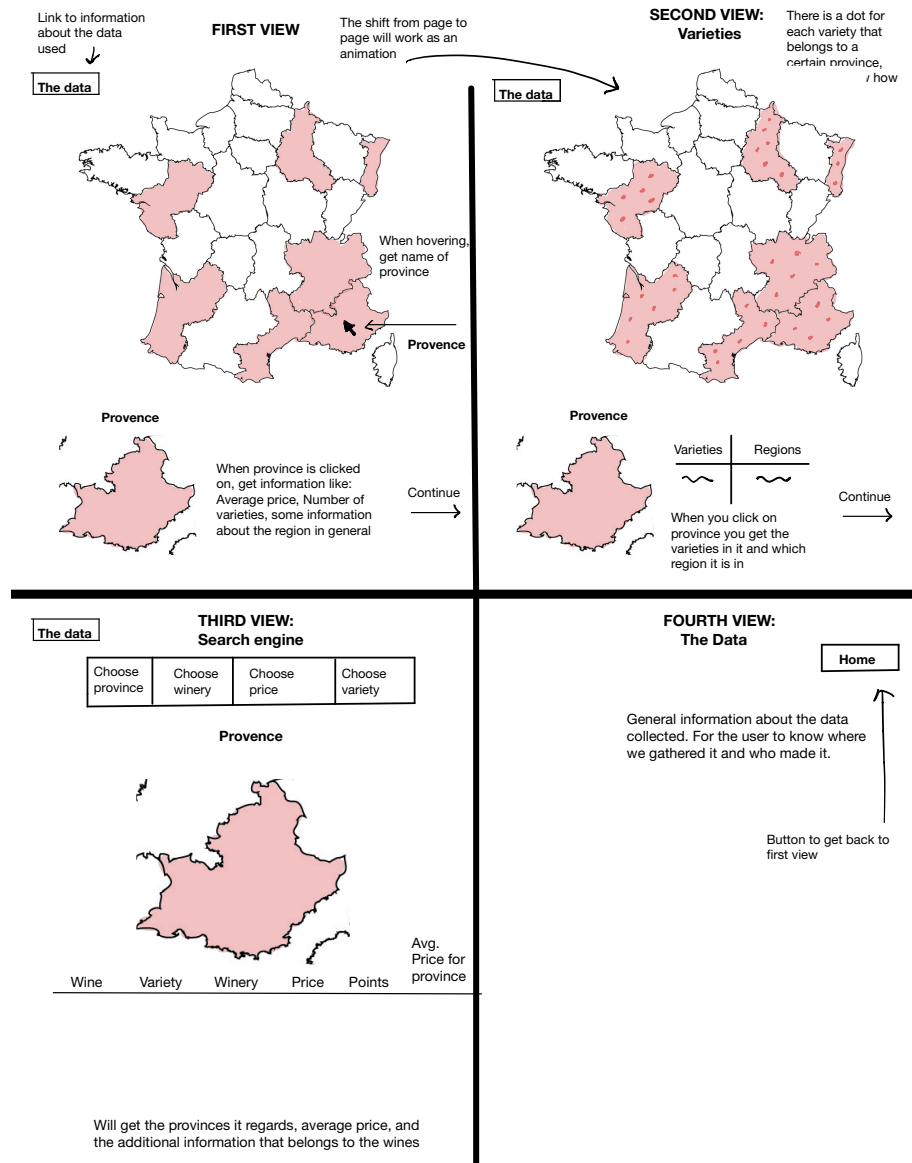 Link to information
about the data
used
The data
FIRST VIEW
The shift from page to
page will work as an
animation
When hovering,
get name of
province
Provence
Provence
When province is clicked
on, get information like:
Average price, Number of
varieties, some information
about the region in general
Continue
SECOND VIEW:
Varieties
There is a dot for
each variety that
belongs to a
certain province,
how
The data
Provence
Varieties
Regions
When you click on
province you get the
varieties in it and which
region it is in
Continue
The data
THIRD VIEW:
Search engine
Choose
province
Choose
winery
Choose
price
Choose
variety
Provence
Avg.
Price for
province
Wine
Variety
Winery
Price
Points
Will get the provinces it regards, average price, and
the additional information that belongs to the wines
FOURTH VIEW:
The Data
Home
General information about the data
collected. For the user to know where
we gathered it and who made it.
Button to get back to
first view